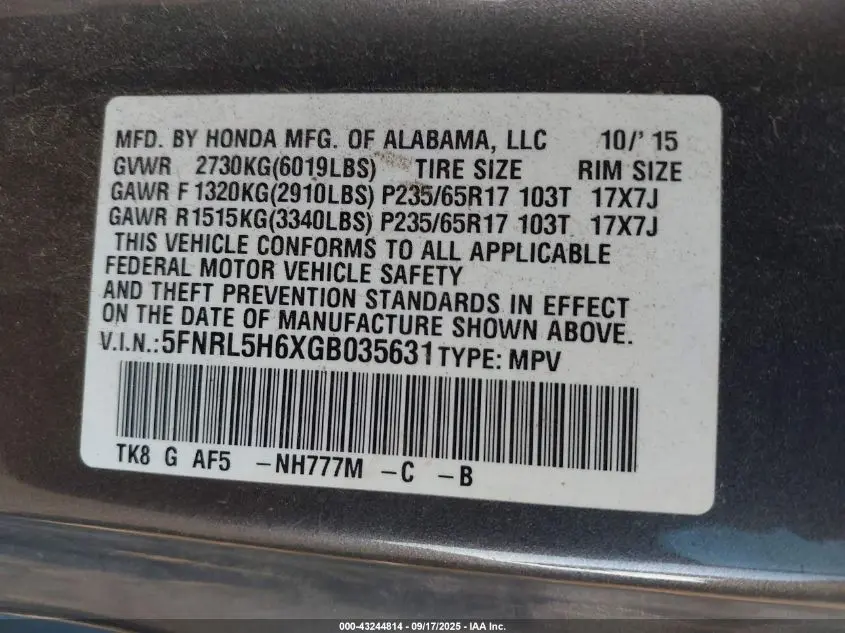 MFD. BY HONDA MFG. OF ALABAMA, LLC 10/' 15
GVWR 2730KG(6019LBS) TIRE SIZE RIM SIZE
GAWR F 1320KG(2910LBS) P235/65R17 103T 17X7J
GAWR R1515KG(3340LBS) P235/65R17 103T 17X7J
THIS VEHICLE CONFORMS TO ALL APPLICABLE
FEDERAL MOTOR VEHICLE SAFETY
AND THEFT PREVENTION STANDARDS IN EFFECT
ON THE DATE OF MANUFACTURE SHOWN ABOVE.
V.I.N.:5FNRL5H6XGB035631 TYPE: MPV
TK8 G AF5 -NH777M -C -B
000-43244814 - 09/17/2025 - IAA Inc.